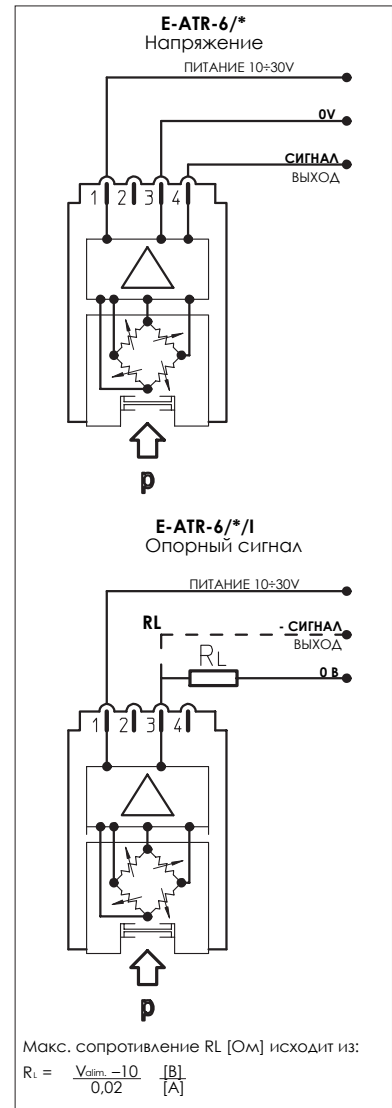 E-ATR-6/*
Напряжение
ПИТАНИЕ 10÷30V
0V
СИГНАЛ
ВЫХОД
1 2 3 4
p
E-ATR-6/*/I
Опорный сигнал
ПИТАНИЕ 10÷30V
RL - СИГНАЛ
ВЫХОД
RL
0 В
1 2 3 4
p
Макс. сопротивление RL [Ом] исходит из:
RL = Valim. –10 [В]
0,02 [A]